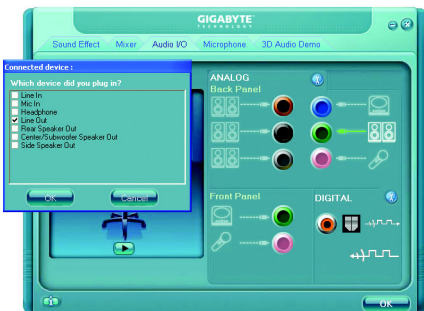 GIGABYTE
TECHNOLOGY
Sound Effect Mixer Audio I/O Microphone 3D Audio Demo
Connected device :
Which device did you plug in?
Line In
Mic In
Headphone
Line Out
Rear Speaker Out
Center/Subwoofer Speaker Out
Side Speaker Out
OK Cancel
ANALOG
Back Panel
Front Panel
DIGITAL
OK